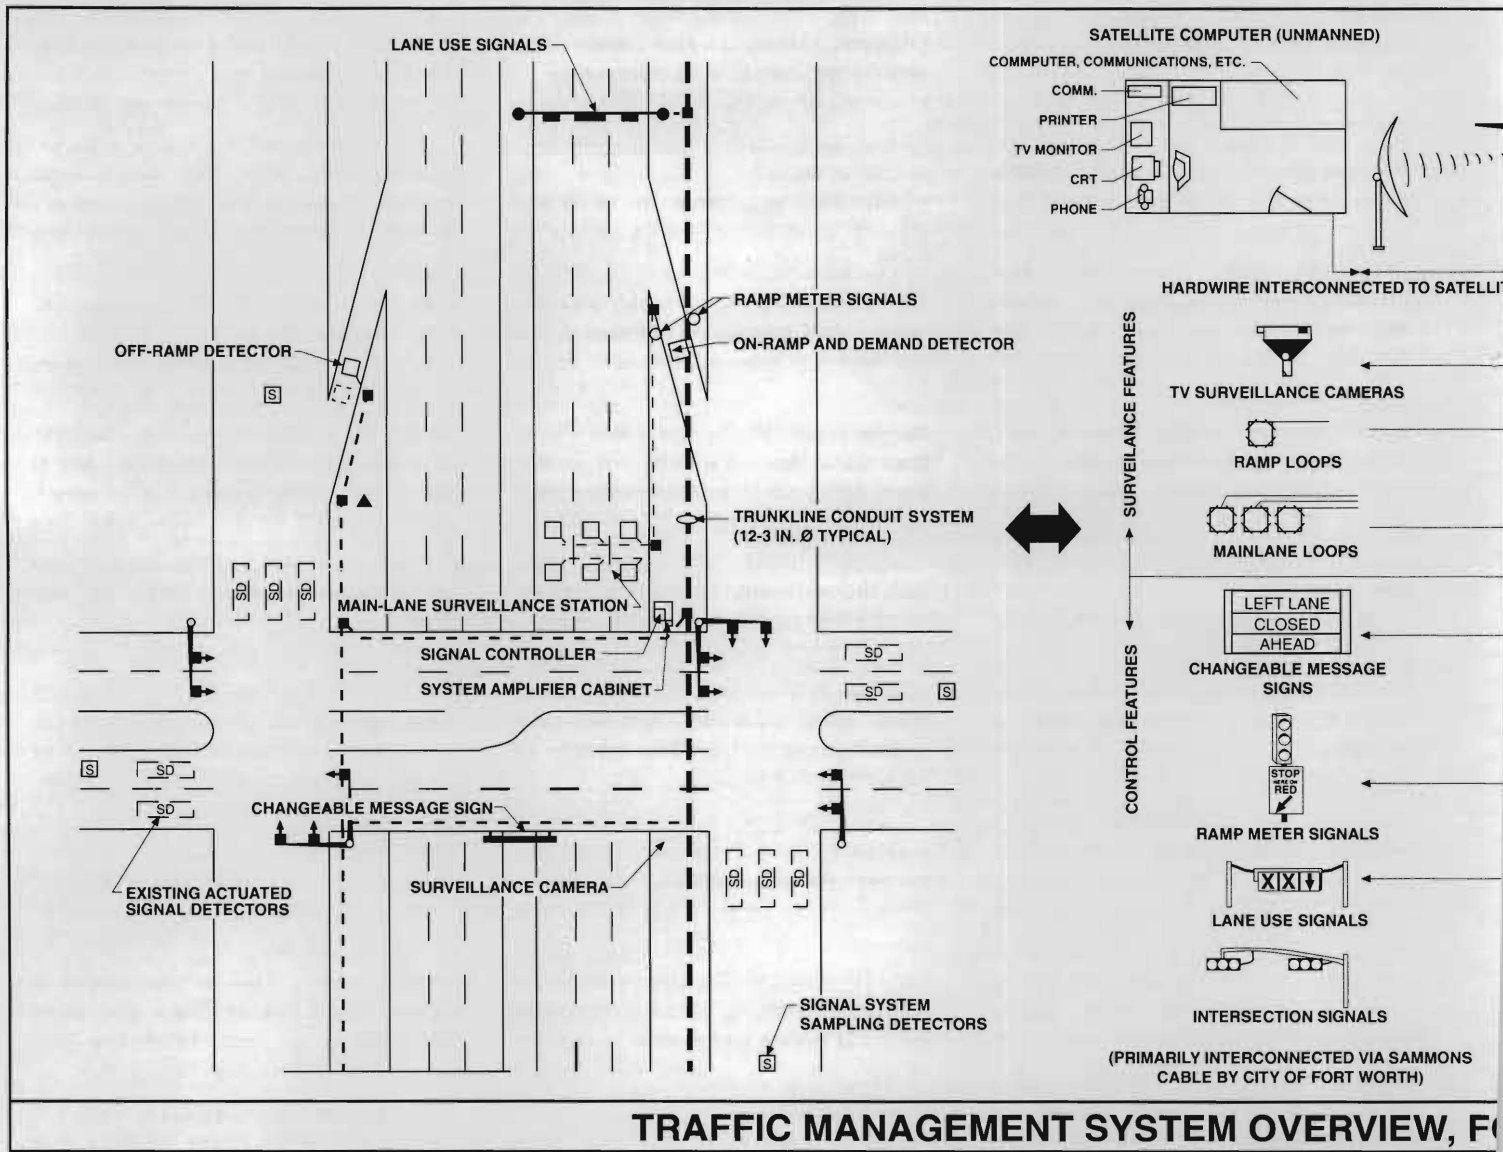 LANE USE SIGNALS
RAMP METER SIGNALS
ON-RAMP AND DEMAND DETECTOR
OFF-RAMP DETECTOR
S
TRUNKLINE CONDUIT SYSTEM
(12-3 IN. Ø TYPICAL)
SD SD SD
MAIN-LANE SURVEILLANCE STATION
SIGNAL CONTROLLER
SYSTEM AMPLIFIER CABINET
SD
SD S
S SD
SD
CHANGEABLE MESSAGE SIGN
EXISTING ACTUATED
SIGNAL DETECTORS
SURVEILLANCE CAMERA
SD SD SD
SIGNAL SYSTEM
SAMPLING DETECTORS
S
SATELLITE COMPUTER (UNMANNED)
COMMPUTER, COMMUNICATIONS, ETC.
COMM.
PRINTER
TV MONITOR
CRT
PHONE
HARDWIRE INTERCONNECTED TO SATELLIT
SURVEILANCE FEATURES
TV SURVEILLANCE CAMERAS
RAMP LOOPS
MAINLANE LOOPS
CONTROL FEATURES
LEFT LANE
CLOSED
AHEAD
CHANGEABLE MESSAGE
SIGNS
STOP
HERE ON
RED
RAMP METER SIGNALS
X X
LANE USE SIGNALS
INTERSECTION SIGNALS
(PRIMARILY INTERCONNECTED VIA SAMMONS
CABLE BY CITY OF FORT WORTH)
TRAFFIC MANAGEMENT SYSTEM OVERVIEW, FO